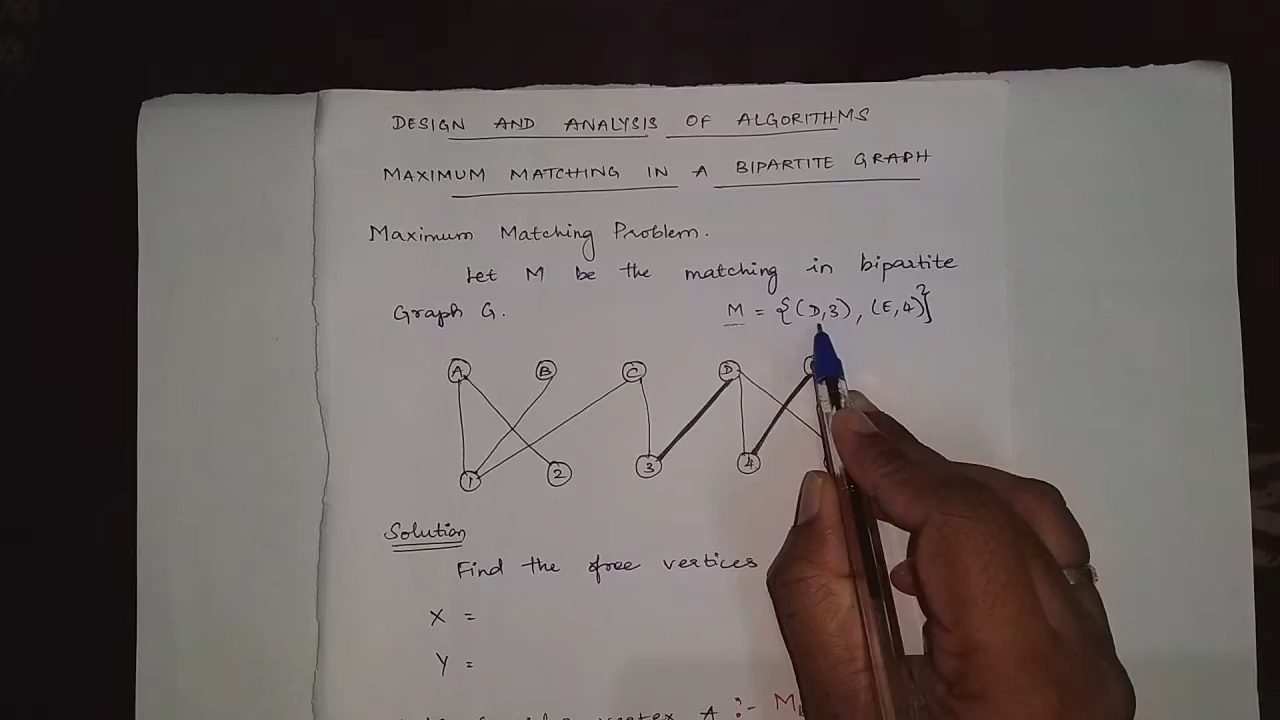 DESIGN AND ANALYSIS OF ALGORITHMS
MAXIMUM MATCHING IN A BIPARTITE GRAPH
Maximum Matching Problem.
Let M be the matching in bipartite
Graph G. M = {(D,3), (E,4)}
A B C D
1 2 3 4
Solution
Find the free vertices
X =
Y =
vertex A :-